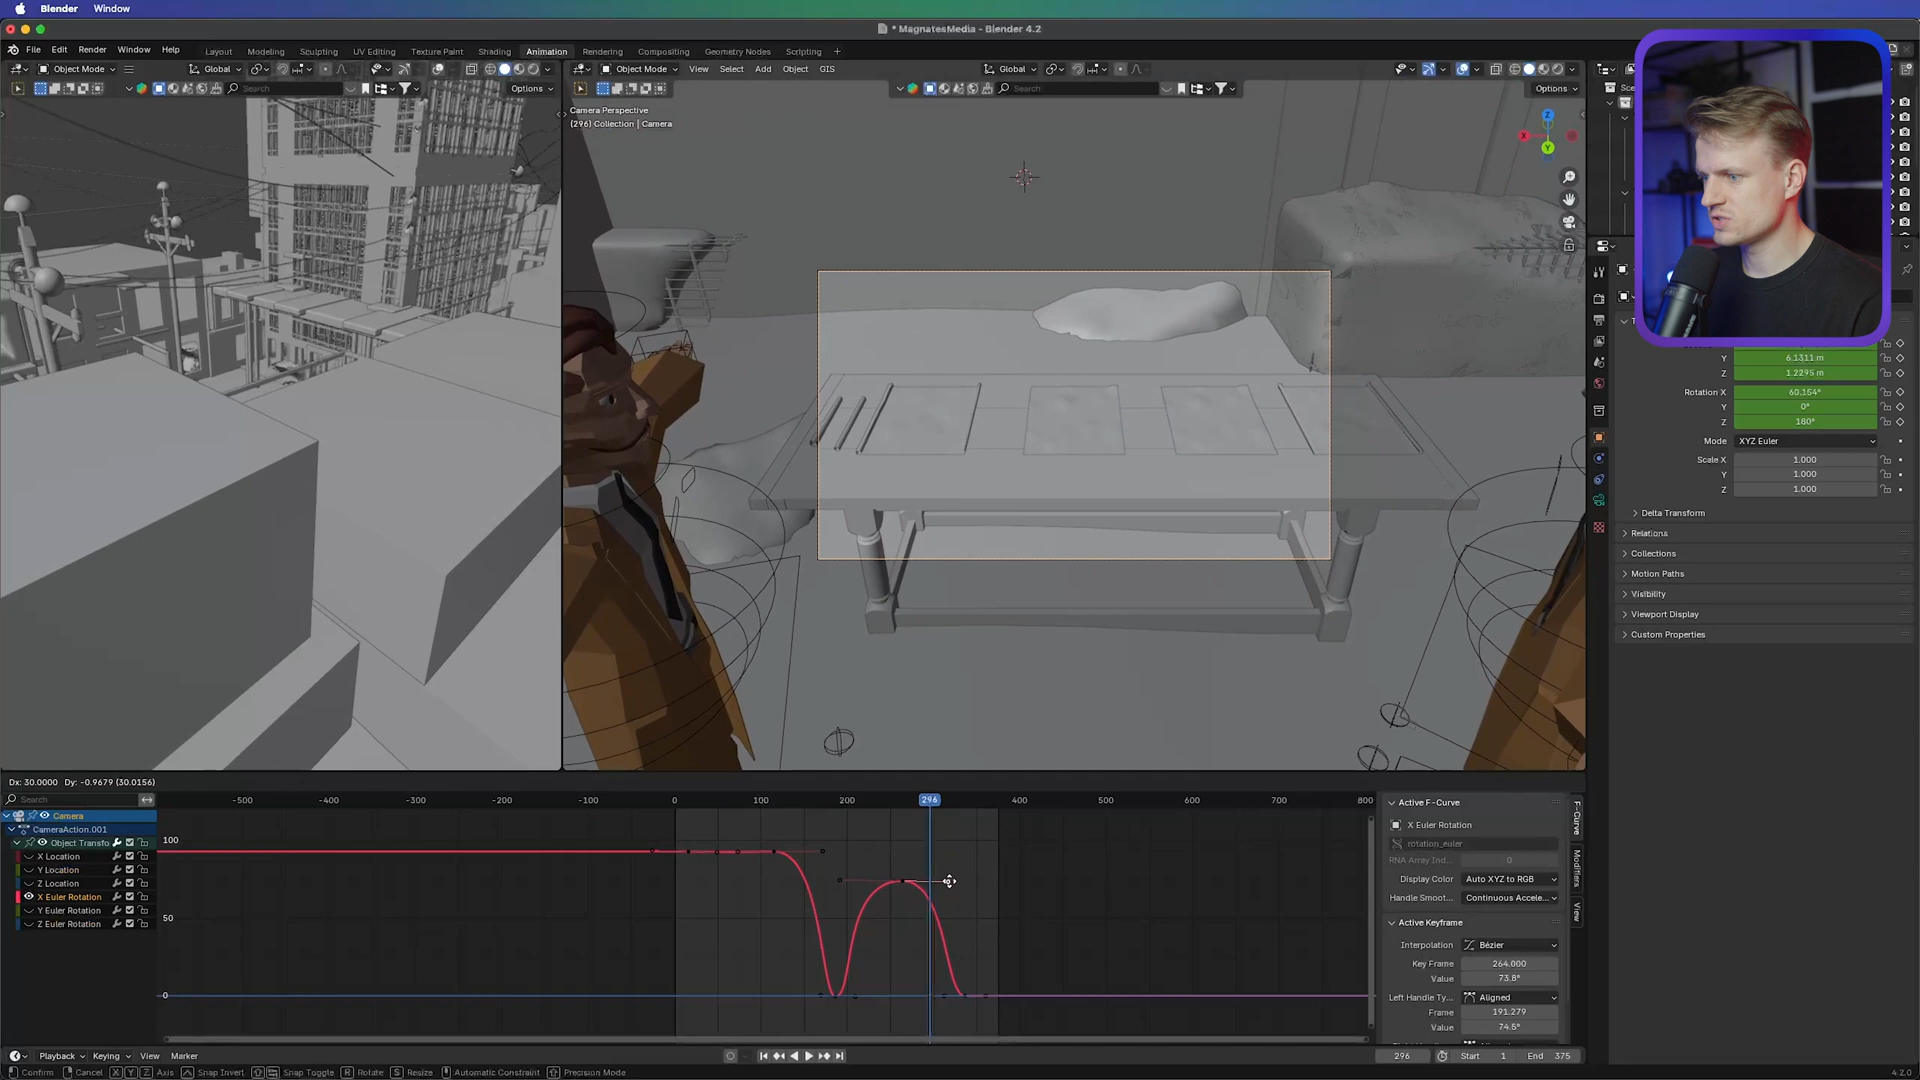 Blender Window
* MagnatesMedia - Blender 4.2
File Edit Render Window Help Layout Modeling Sculpting UV Editing Texture Paint Shading Animation Rendering Compositing Geometry Nodes Scripting +
Object Mode Global
Search Options
Object Mode View Select Add Object GIS Global
Search Options
Camera Perspective
(296) Collection | Camera
Z
X
Y
Y 6.1311 m
Z 1.2295 m
Rotation X 60.154°
Y 0°
Z 180°
Mode XYZ Euler
Scale X 1.000
Y 1.000
Z 1.000
Delta Transform
Relations
Collections
Motion Paths
Visibility
Viewport Display
Custom Properties
Dx: 30.0000 Dy: -0.9679 (30.0156)
Search
-500 -400 -300 -200 -100 0 100 200 296 400 500 600 700 800
Camera
CameraAction.001
Object Transfo
X Location
Y Location
Z Location
X Euler Rotation
Y Euler Rotation
Z Euler Rotation
100
50
0
Active F-Curve
X Euler Rotation
rotation_euler
RNA Array Ind... 0
Display Color Auto XYZ to RGB
Handle Smoot... Continuous Accele...
Active Keyframe
Interpolation Bézier
Key Frame 264.000
Value 73.8°
Left Handle Ty... Aligned
Frame 191.279
Value 74.5°
F-Curve
Modifiers
View
Playback Keying View Marker
296 Start 1 End 375
Confirm Cancel X Y Z Axis Snap Invert Snap Toggle R Rotate S Resize Automatic Constraint Precision Mode
4.2.0